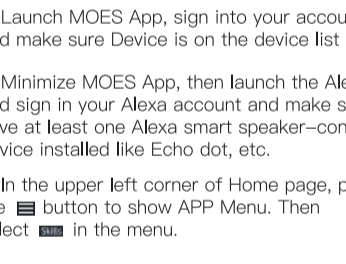 Launch MOES App, sign into your accou
d make sure Device is on the device list
Minimize MOES App, then launch the Ale
d sign in your Alexa account and make s
ve at least one Alexa smart speaker-con
vice installed like Echo dot, etc.
In the upper left corner of Home page, p
e button to show APP Menu. Then
lect Skills in the menu.